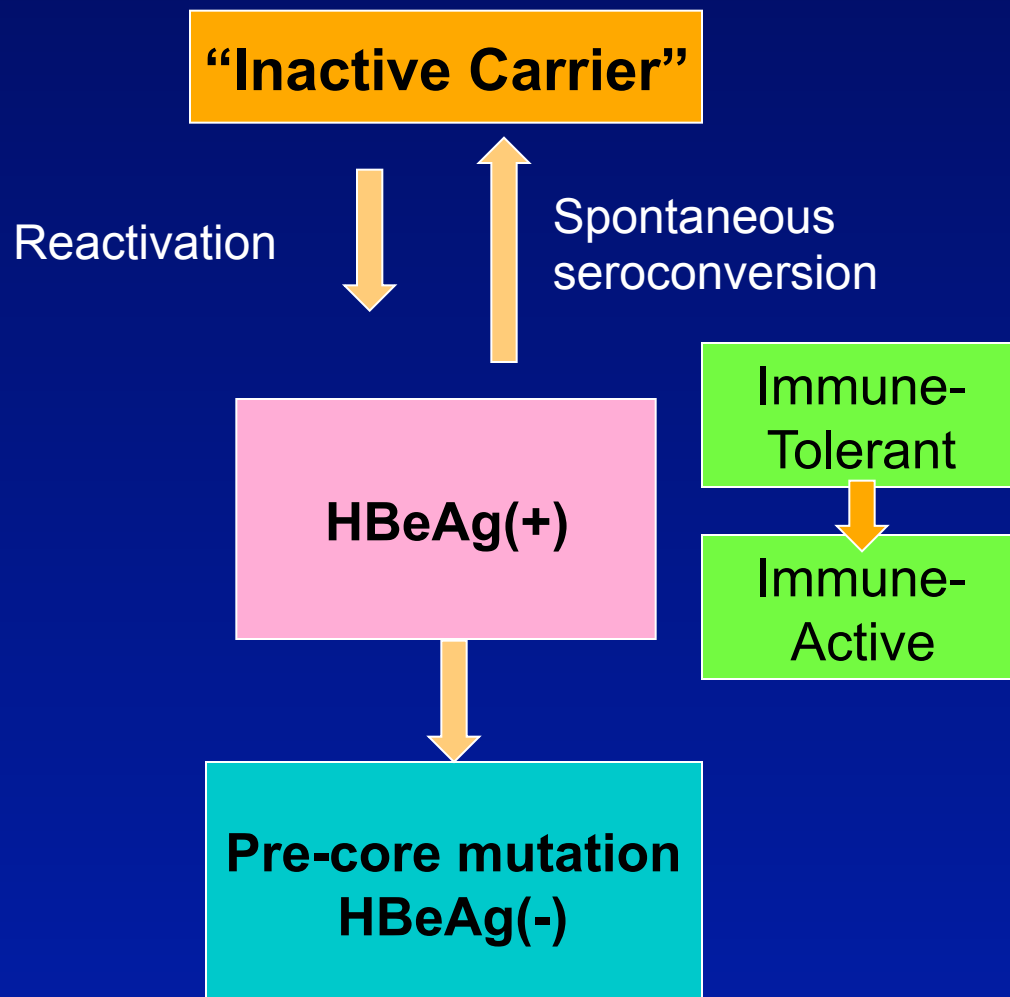 “Inactive Carrier”
Reactivation
Spontaneous
seroconversion
Immune-
Tolerant
HBeAg(+)
Immune-
Active
Pre-core mutation
HBeAg(-)